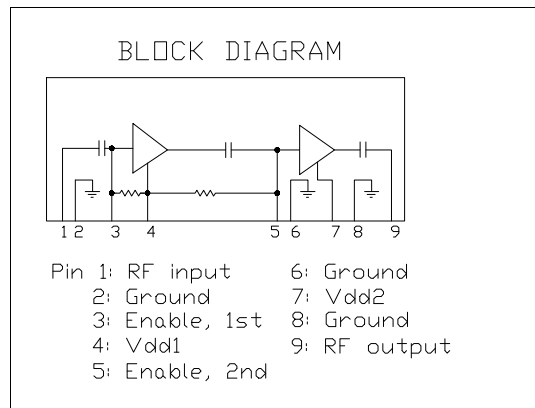 BLOCK DIAGRAM
1 2 3 4 5 6 7 8 9
Pin 1: RF input
2: Ground
3: Enable, 1st
4: Vdd1
5: Enable, 2nd
6: Ground
7: Vdd2
8: Ground
9: RF output